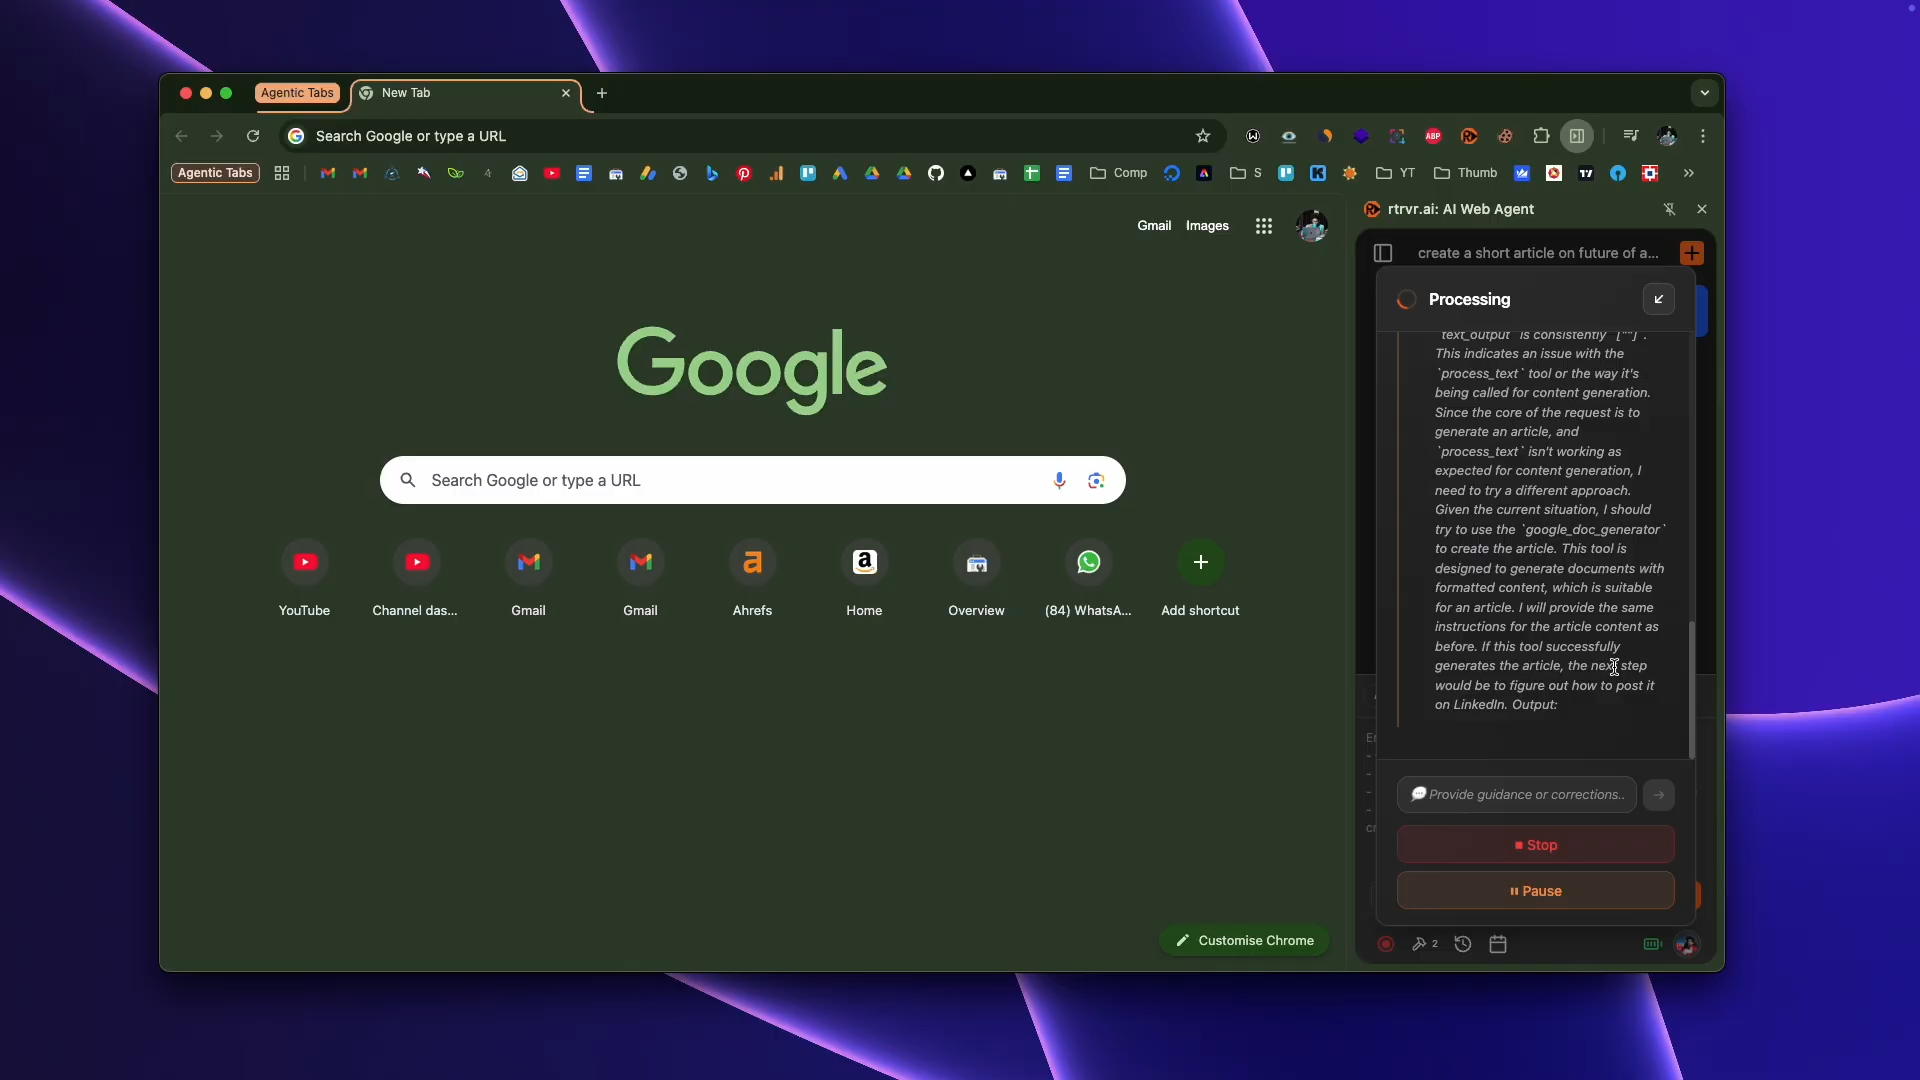 Agentic Tabs
New Tab
Search Google or type a URL
ABP
Agentic Tabs
Comp
S
YT
Thumb
rtrvr.ai: AI Web Agent
Gmail
Images
create a short article on future of a...
Processing
`text_output` is consistently `[""]`.
This indicates an issue with the
`process_text` tool or the way it's
being called for content generation.
Since the core of the request is to
generate an article, and
`process_text` isn't working as
expected for content generation, I
need to try a different approach.
Given the current situation, I should
try to use the `google_doc_generator`
to create the article. This tool is
designed to generate documents with
formatted content, which is suitable
for an article. I will provide the same
instructions for the article content as
before. If this tool successfully
generates the article, the next step
would be to figure out how to post it
on LinkedIn. Output:
Google
Search Google or type a URL
YouTube
Channel das...
Gmail
Gmail
Ahrefs
Home
Overview
(84) WhatsA...
Add shortcut
Provide guidance or corrections..
Stop
Pause
Customise Chrome
2